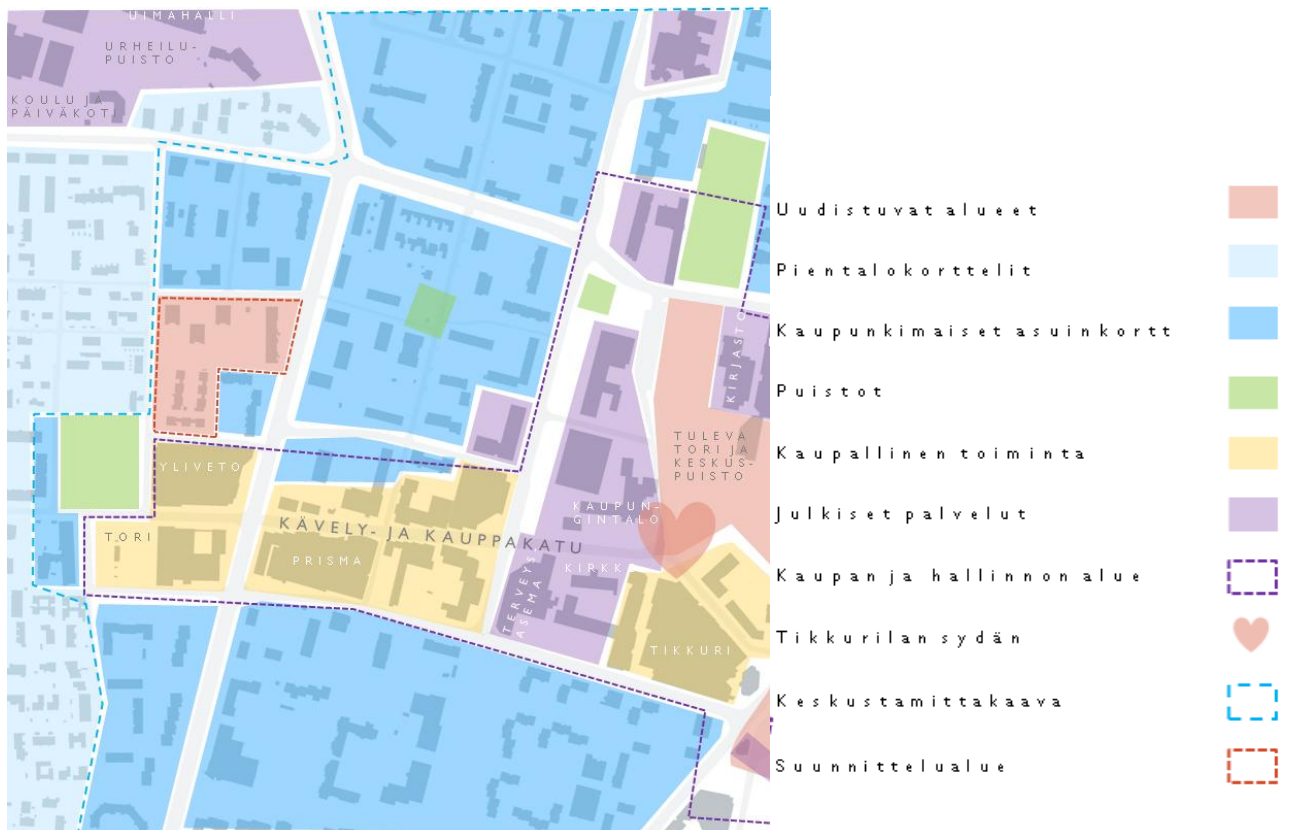 UIMAHALLI
URHEILU-
PUISTO
KOULU JA
PÄIVÄKOTI
KIRJASTO
TULEVA
TORI JA
KESKUS-
PUISTO
YLIVETO
KAUPUN-
GINTALO
TORI
KÄVELY- JA KAUPPAKATU
PRISMA
KIRKK
TERVEYS
ASEMA
TIKKURI
Uudistuvat alueet
Pientalokorttelit
Kaupunkimaiset asuinkortt
Puistot
Kaupallinen toiminta
Julkiset palvelut
Kaupan ja hallinnon alue
Tikkurilan sydän
Keskustamittakaava
Suunnittelualue